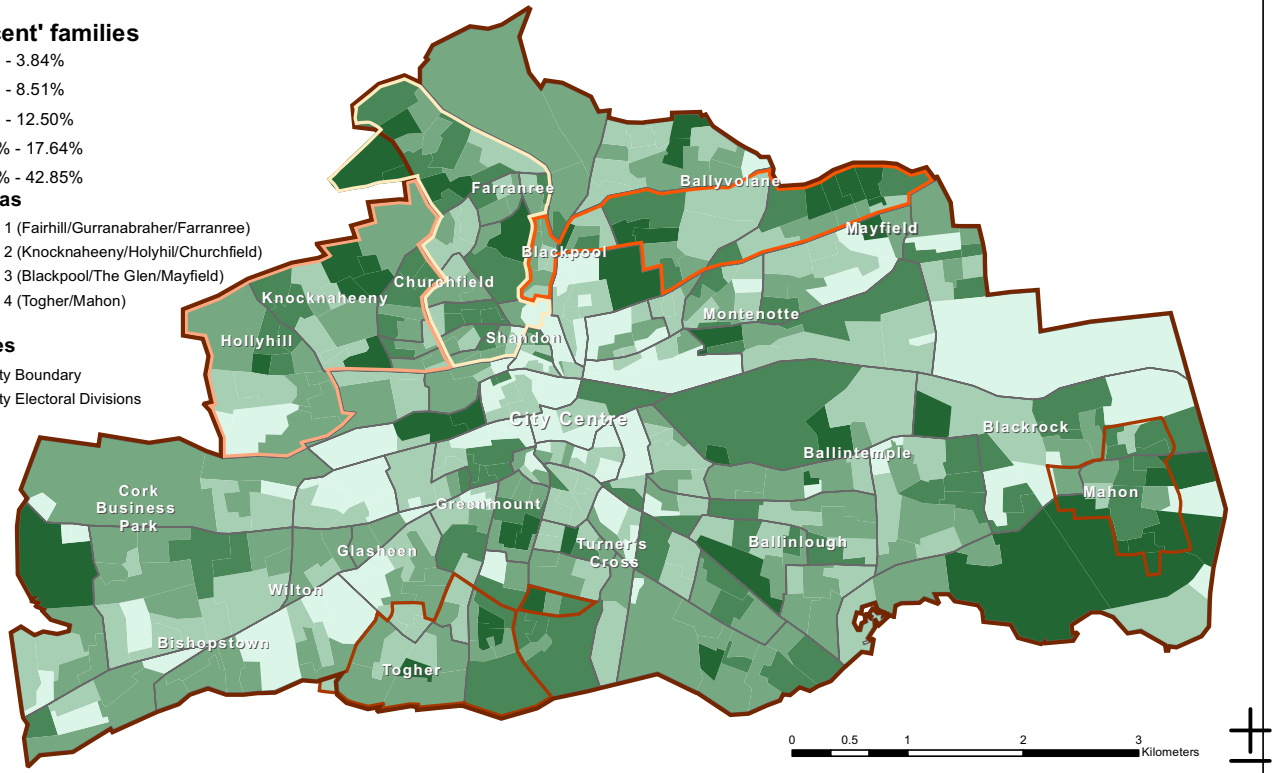 ent' families
- 3.84%
- 8.51%
- 12.50%
% - 17.64%
% - 42.85%
as
1 (Fairhill/Gurranabraher/Farranree)
2 (Knocknaheeny/Holyhil/Churchfield)
3 (Blackpool/The Glen/Mayfield)
4 (Togher/Mahon)
es
ty Boundary
ty Electoral Divisions
Farranree
Ballyvolane
Mayfield
Blackpool
Churchfield
Knocknaheeny
Montenotte
Hollyhill
Shandon
City Centre
Blackrock
Ballintemple
Mahon
Cork
Business
Park
Greenmount
Glasheen
Turner's
Cross
Ballinlough
Wilton
Bishopstown
Togher
0 0.5 1 2 3
Kilometers